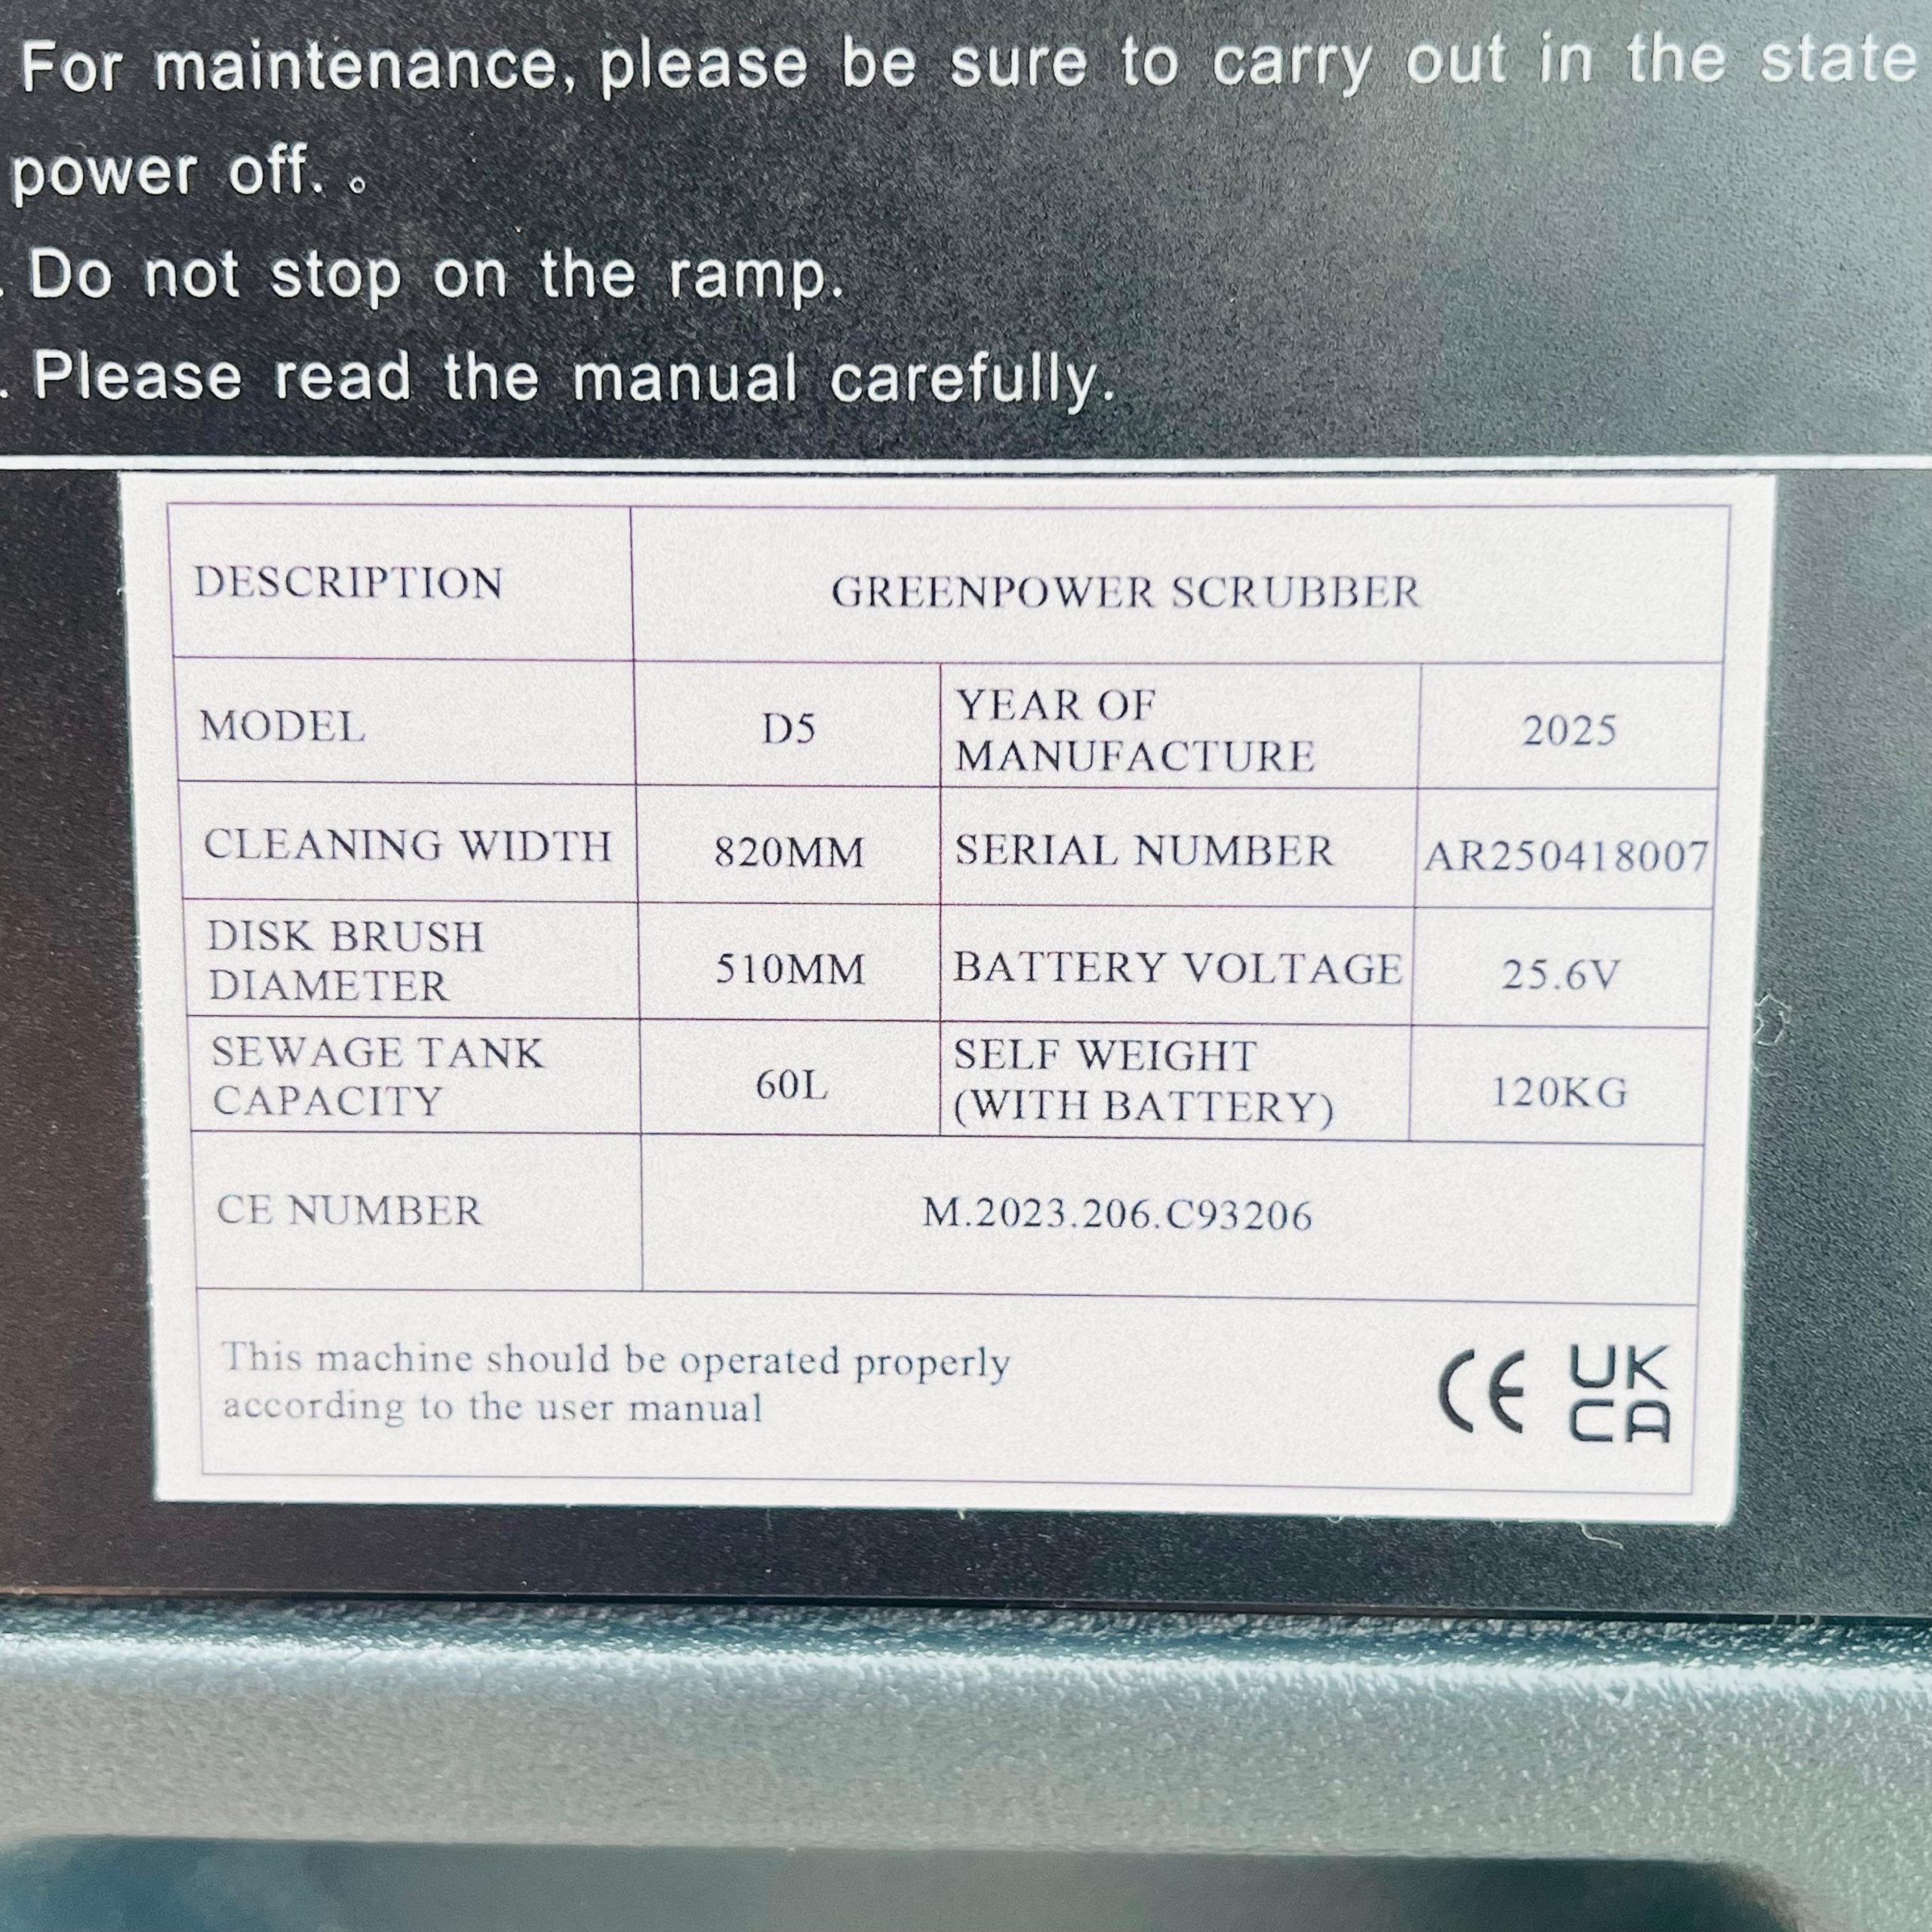 For maintenance, please be sure to carry out in the state
power off. 。
. Do not stop on the ramp.
. Please read the manual carefully.
DESCRIPTION GREENPOWER SCRUBBER
MODEL D5 YEAR OF MANUFACTURE 2025
CLEANING WIDTH 820MM SERIAL NUMBER AR250418007
DISK BRUSH DIAMETER 510MM BATTERY VOLTAGE 25.6V
SEWAGE TANK CAPACITY 60L SELF WEIGHT (WITH BATTERY) 120KG
CE NUMBER M.2023.206.C93206
This machine should be operated properly
according to the user manual
CE UK
CA